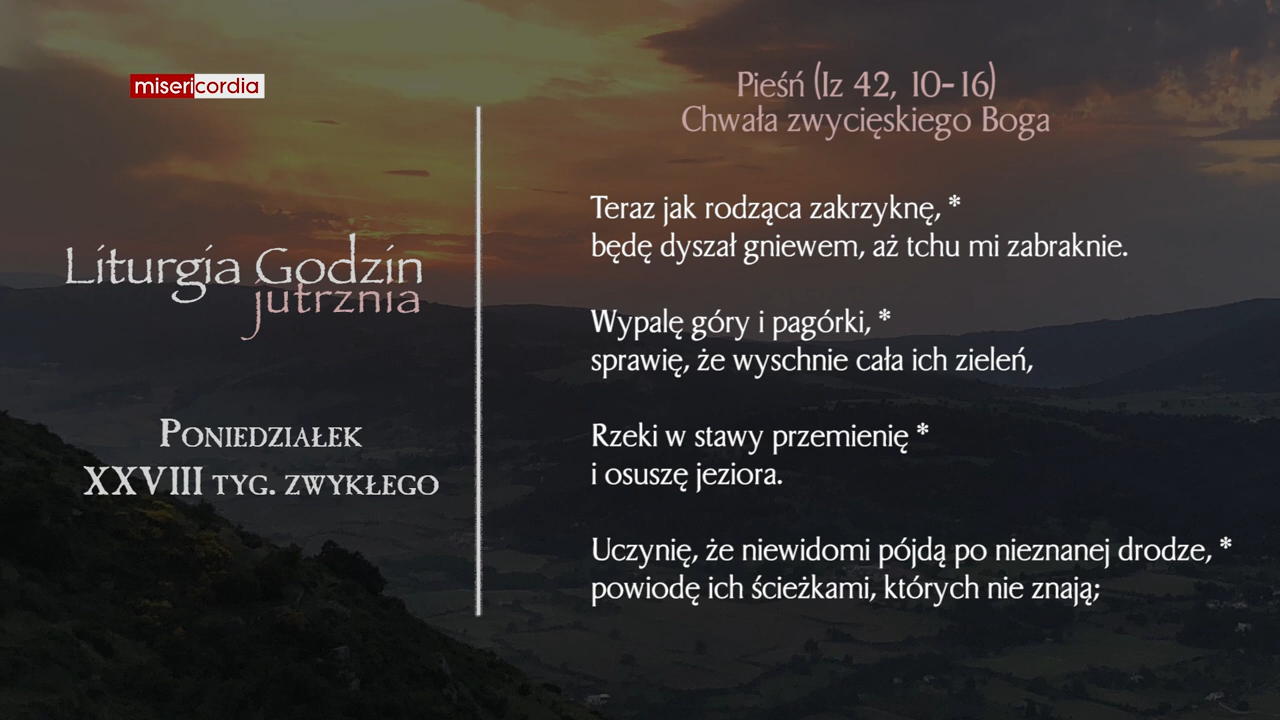 misericordia
Liturgia Godzin
jutrznia
Poniedziałek
XXVIII tyg. zwykłego
Pieśń (Iz 42, 10-16)
Chwała zwycięskiego Boga
Teraz jak rodząca zakrzyknę, *
będę dyszał gniewem, aż tchu mi zabraknie.
Wypalę góry i pagórki, *
sprawię, że wyschnie cała ich zieleń,
Rzeki w stawy przemienię *
i osuszę jeziora.
Uczynię, że niewidomi pójdą po nieznanej drodze, *
powiodę ich ścieżkami, których nie znają;